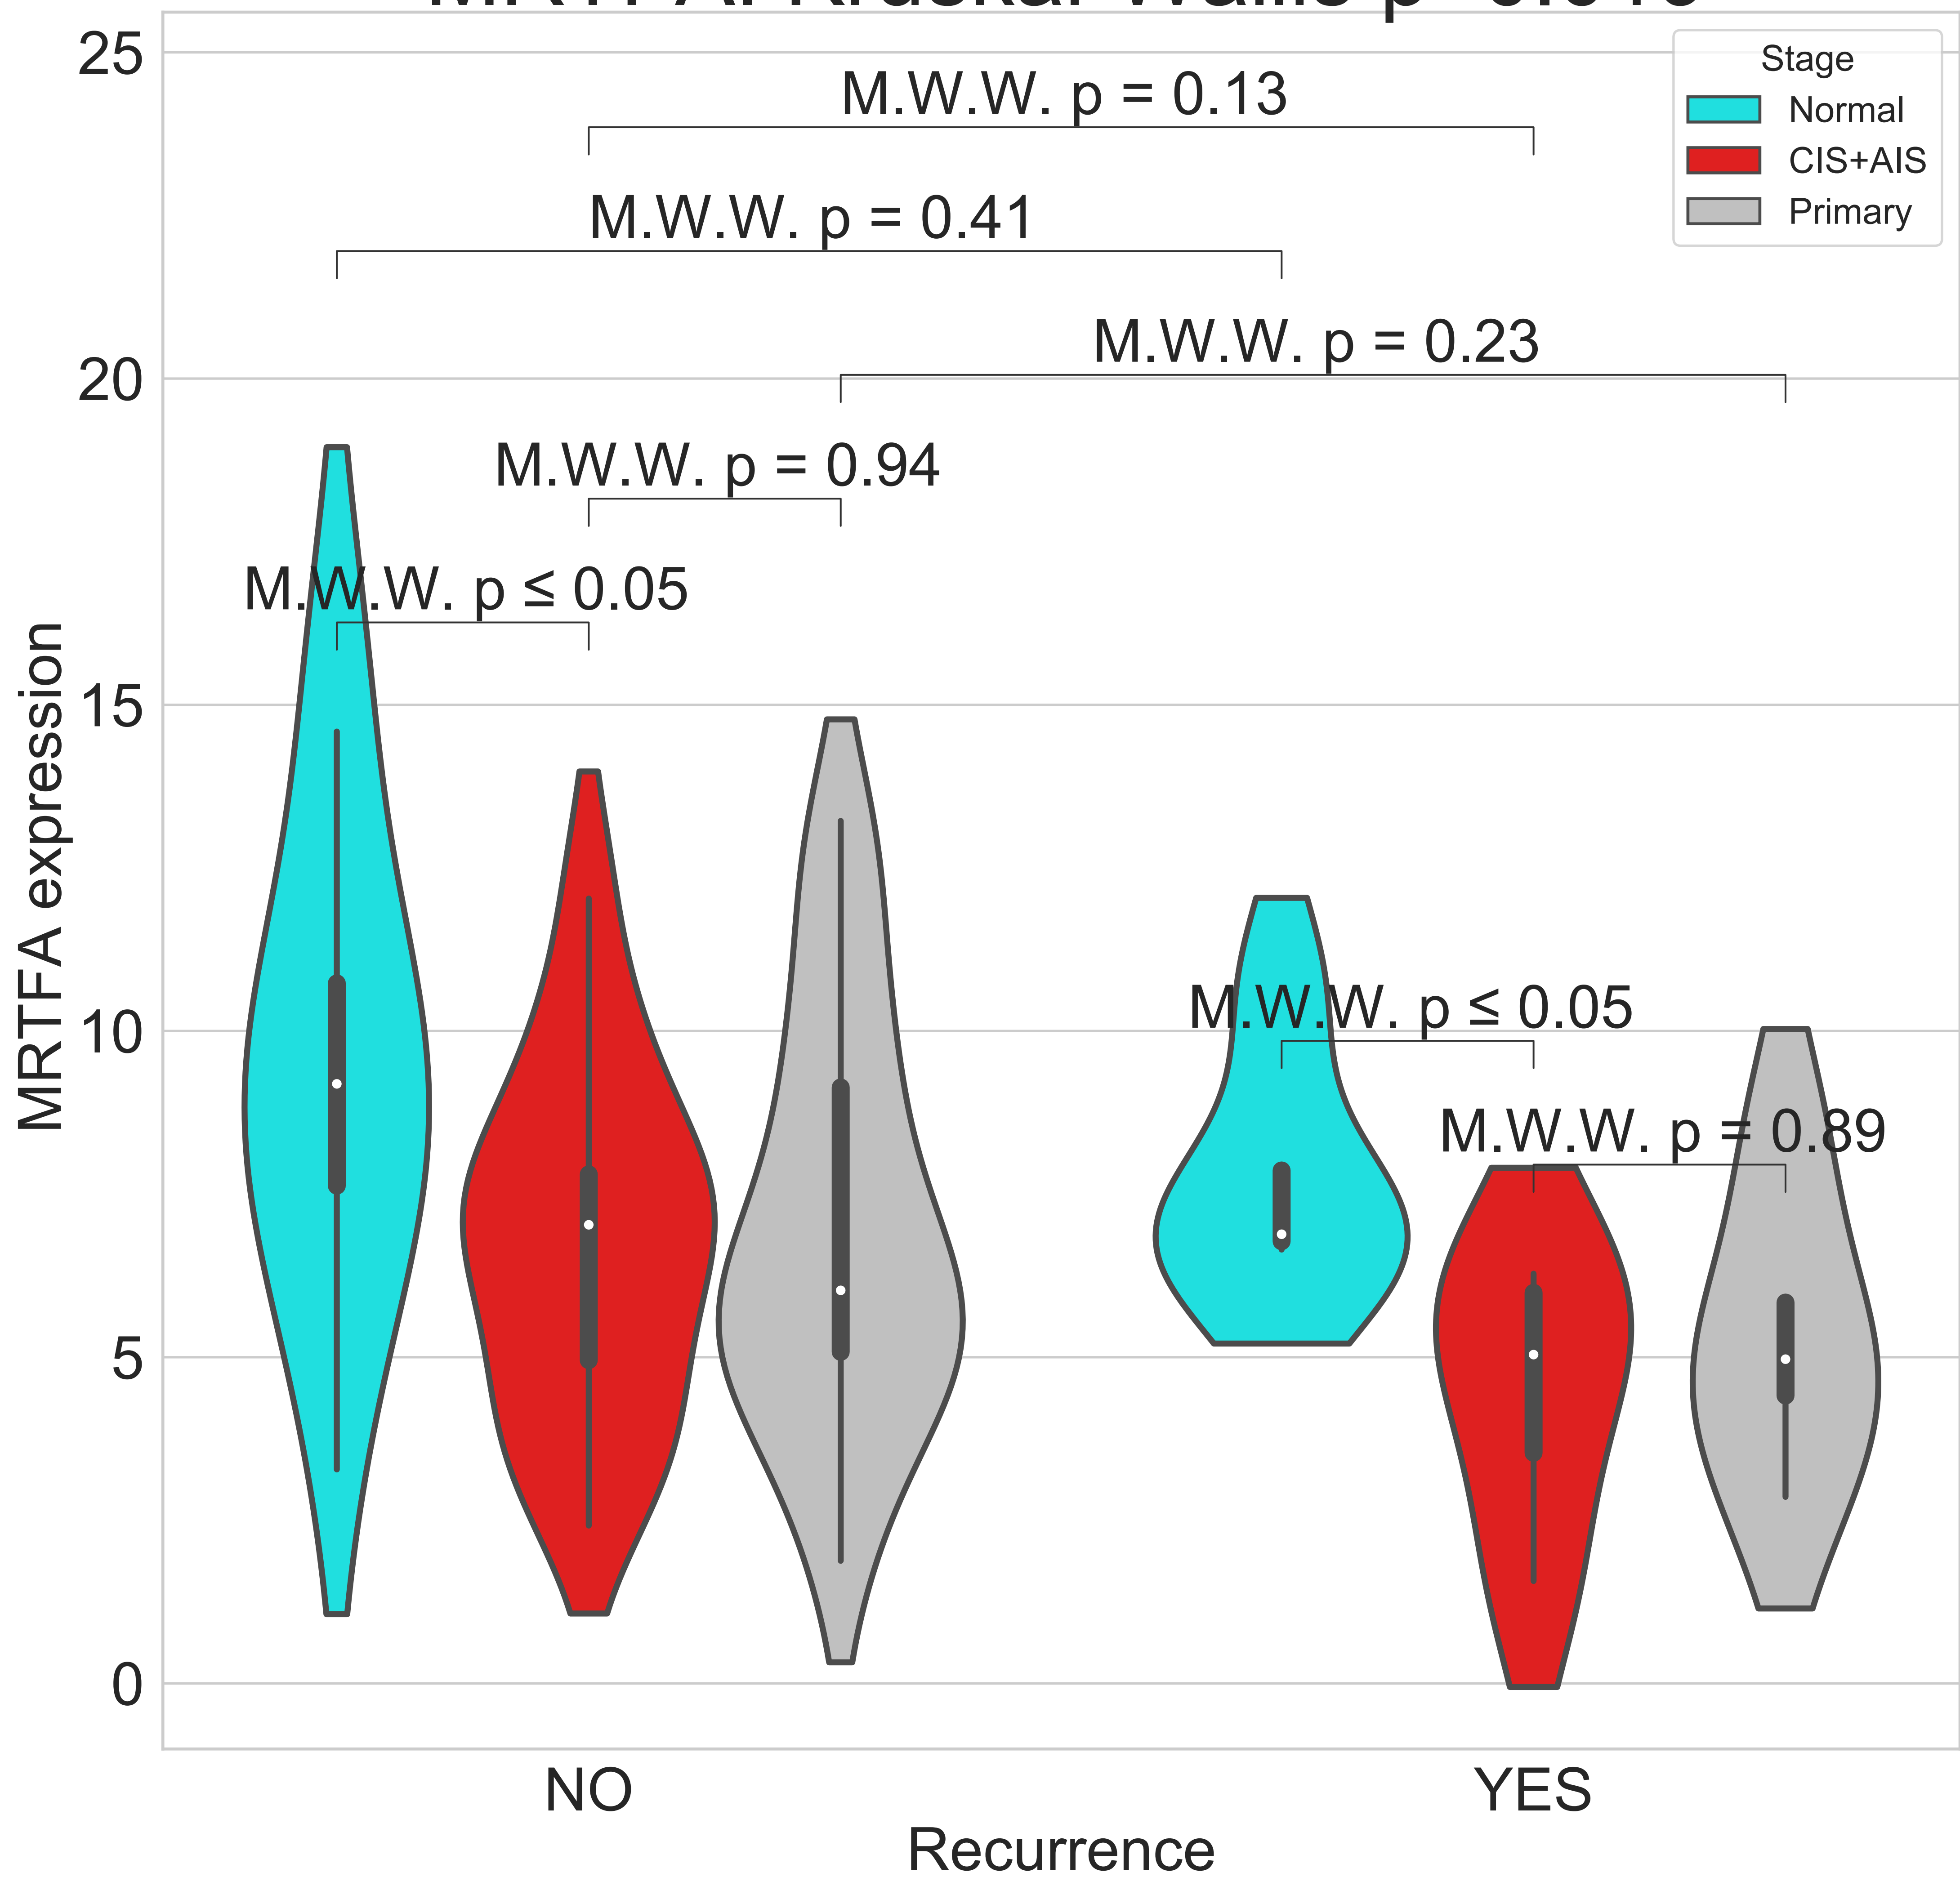 25
Stage
Normal
CIS+AIS
Primary
M.W.W. p = 0.13
M.W.W. p = 0.41
M.W.W. p = 0.23
20
M.W.W. p = 0.94
M.W.W. p ≤ 0.05
15
MRTFA expression
10
M.W.W. p ≤ 0.05
M.W.W. p = 0.89
5
0
NO
YES
Recurrence